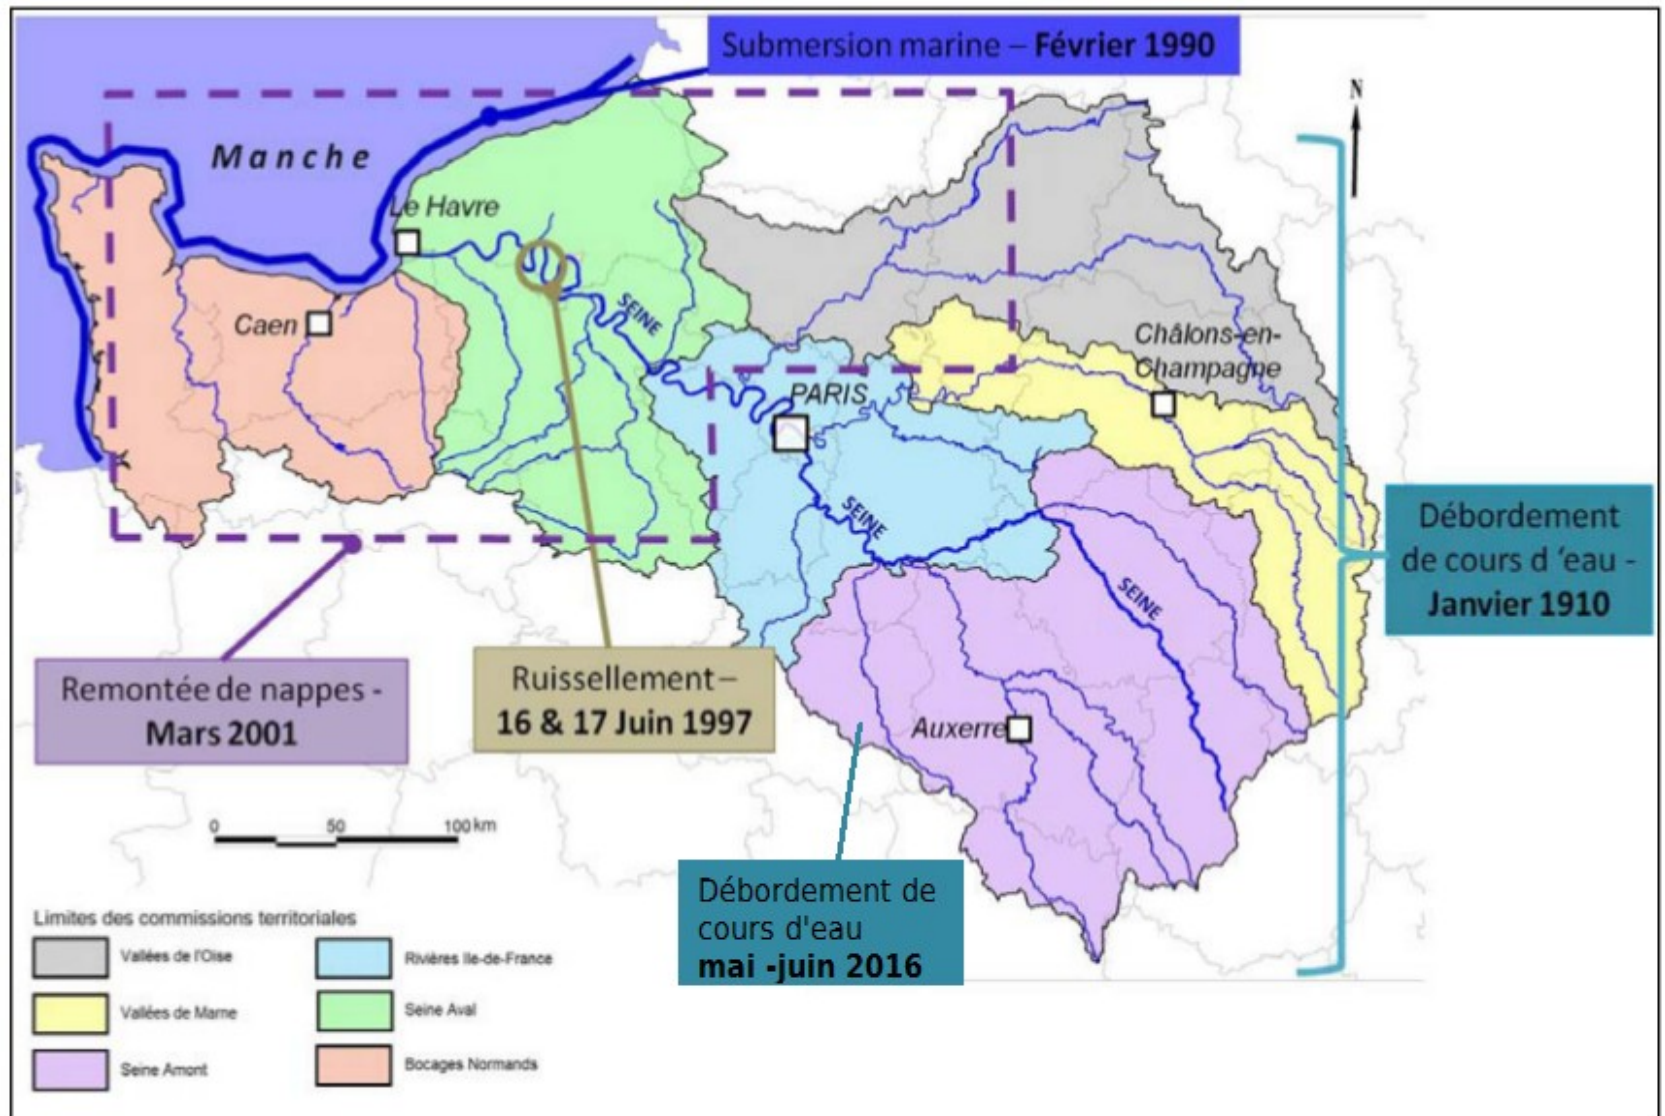 Submersion marine – Février 1990
N
Manche
Le Havre
SEINE
Caen
Châlons-en-
Champagne
PARIS
SEINE
Débordement
de cours d ‘eau -
Janvier 1910
SEINE
Remontée de nappes -
Mars 2001
Ruissellement –
16 & 17 Juin 1997
Auxerre
0 50 100 km
Débordement de
cours d'eau
mai -juin 2016
Limites des commissions territoriales
Vallées de l'Oise
Rivières Ile-de-France
Vallées de Marne
Seine Aval
Seine Amont
Bocages Normands